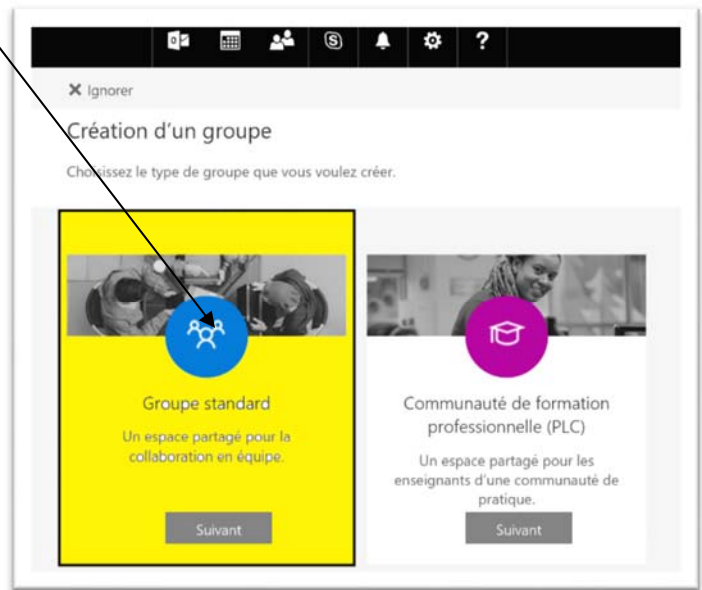 ?
Ignorer
Création d'un groupe
Choisissez le type de groupe que vous voulez créer.
Groupe standard
Un espace partagé pour la
collaboration en équipe.
Suivant
Communauté de formation
professionnelle (PLC)
Un espace partagé pour les
enseignants d'une communauté de
pratique.
Suivant